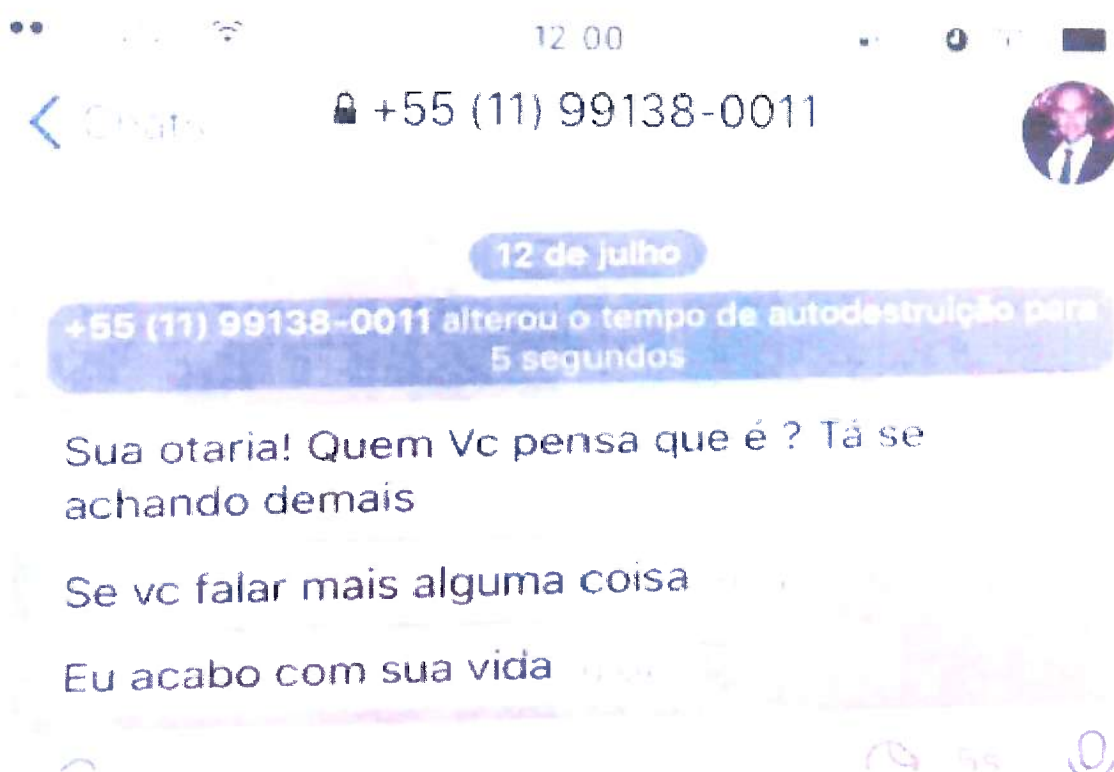 12 00
Chats
+55 (11) 99138-0011
12 de julho
+55 (11) 99138-0011 alterou o tempo de autodestruição para
5 segundos
Sua otaria! Quem Vc pensa que é ? Tá se
achando demais
Se vc falar mais alguma coisa
Eu acabo com sua vida
5s